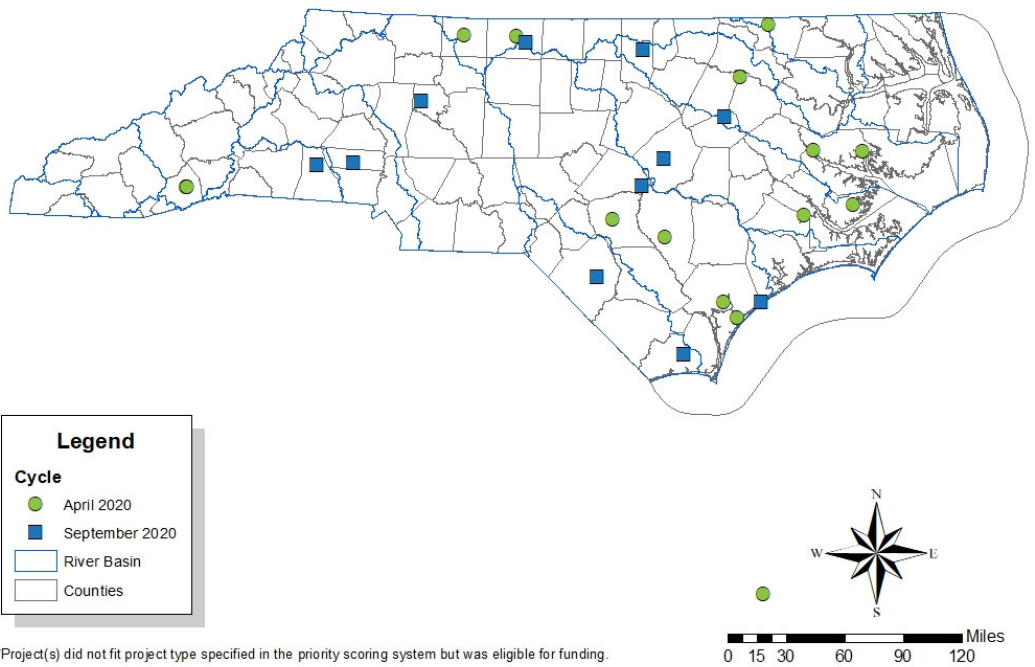 Legend
Cycle
April 2020
September 2020
River Basin
Counties
N
W E
S
Miles
0 15 30 60 90 120
*Project(s) did not fit project type specified in the priority scoring system but was eligible for funding.